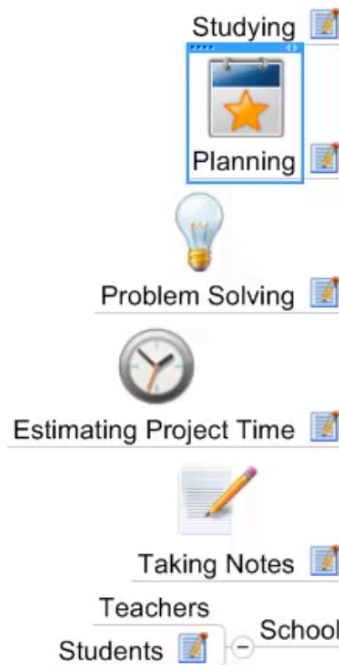 Studying
Planning
Problem Solving
Estimating Project Time
Taking Notes
Teachers
School
Students